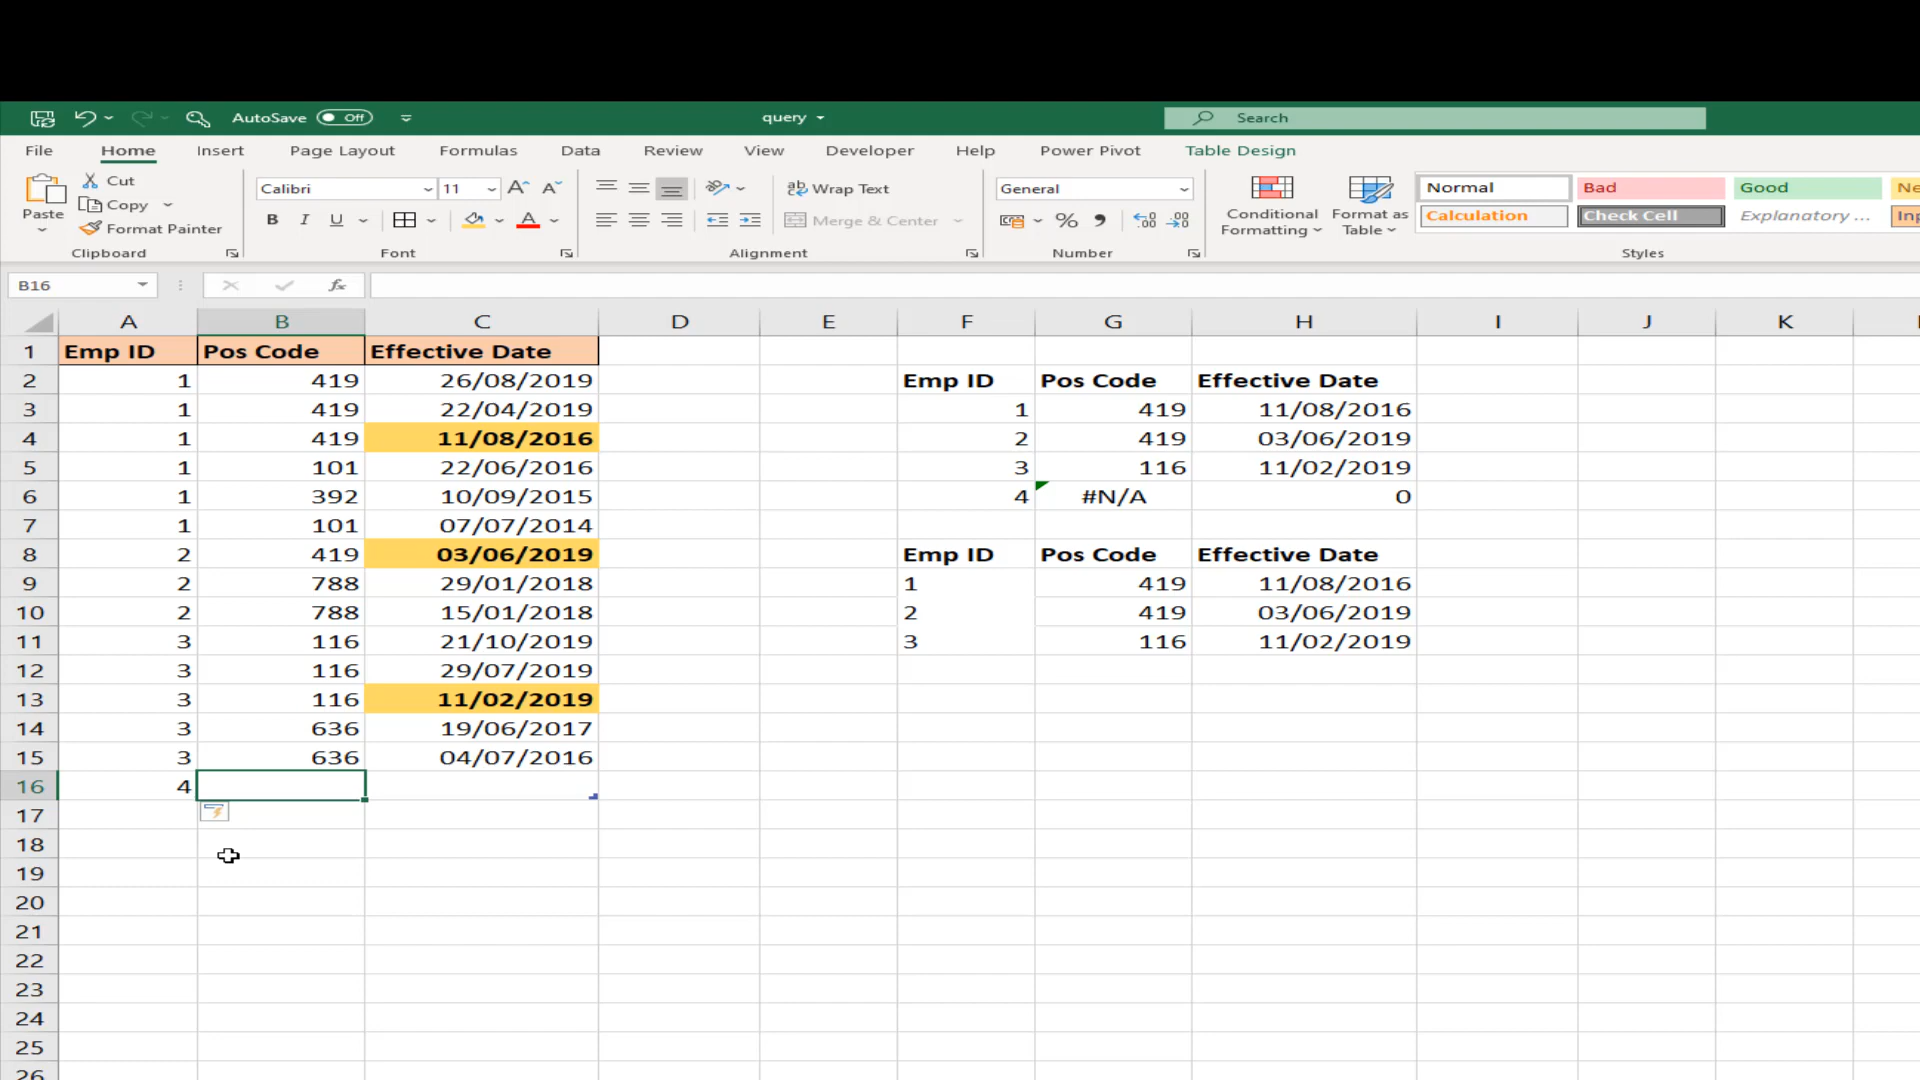 AutoSave Off query Search
File Home Insert Page Layout Formulas Data Review View Developer Help Power Pivot Table Design
Paste Cut Copy Format Painter Clipboard
Calibri 11 B I U A Font
ab Wrap Text Merge & Center Alignment
General % Number
Conditional Formatting Format as Table
Normal Bad Good Ne
Calculation Check Cell Explanatory ... Inp
Styles
B16 fx
A B C D E F G H I J K
1 Emp ID Pos Code Effective Date
2 1 419 26/08/2019 Emp ID Pos Code Effective Date
3 1 419 22/04/2019 1 419 11/08/2016
4 1 419 11/08/2016 2 419 03/06/2019
5 1 101 22/06/2016 3 116 11/02/2019
6 1 392 10/09/2015 4 #N/A 0
7 1 101 07/07/2014
8 2 419 03/06/2019 Emp ID Pos Code Effective Date
9 2 788 29/01/2018 1 419 11/08/2016
10 2 788 15/01/2018 2 419 03/06/2019
11 3 116 21/10/2019 3 116 11/02/2019
12 3 116 29/07/2019
13 3 116 11/02/2019
14 3 636 19/06/2017
15 3 636 04/07/2016
16 4
17
18
19
20
21
22
23
24
25
26